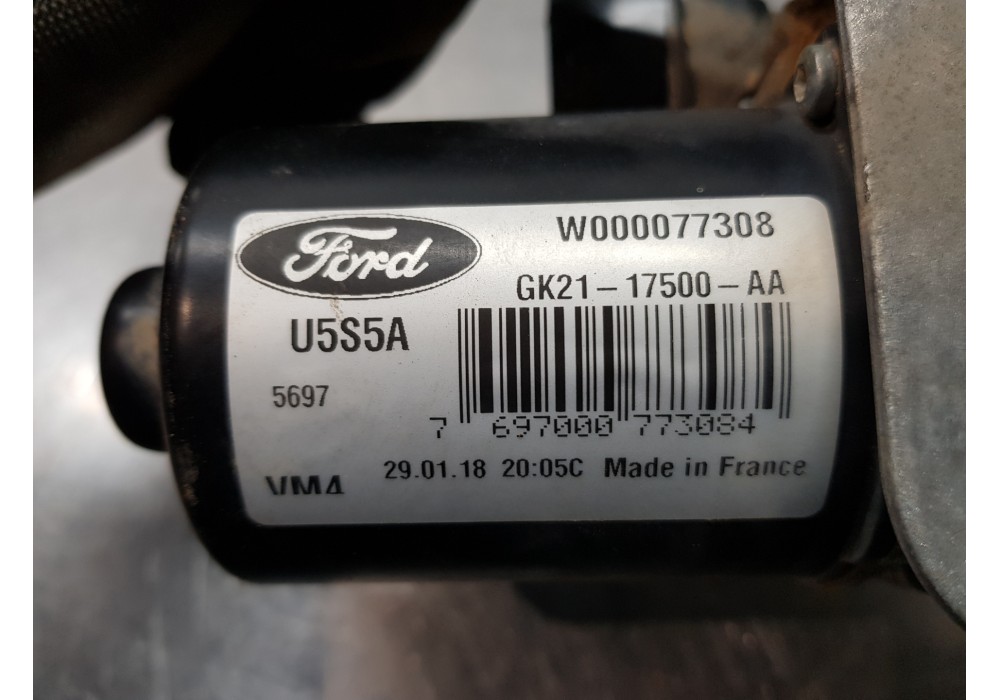 Ford
W000077308
GK21-17500-AA
U5S5A
5697
7 697000 773084
VM4
29.01.18 20:05C Made in France